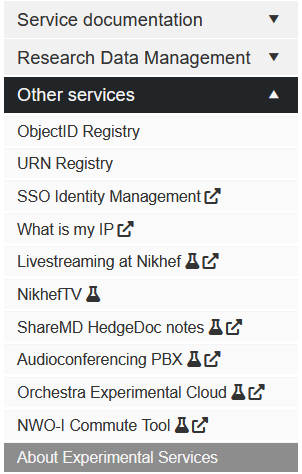 Service documentation
Research Data Management
Other services
ObjectID Registry
URN Registry
SSO Identity Management
What is my IP
Livestreaming at Nikhef
NikhefTV
ShareMD HedgeDoc notes
Audioconferencing PBX
Orchestra Experimental Cloud
NWO-I Commute Tool
About Experimental Services